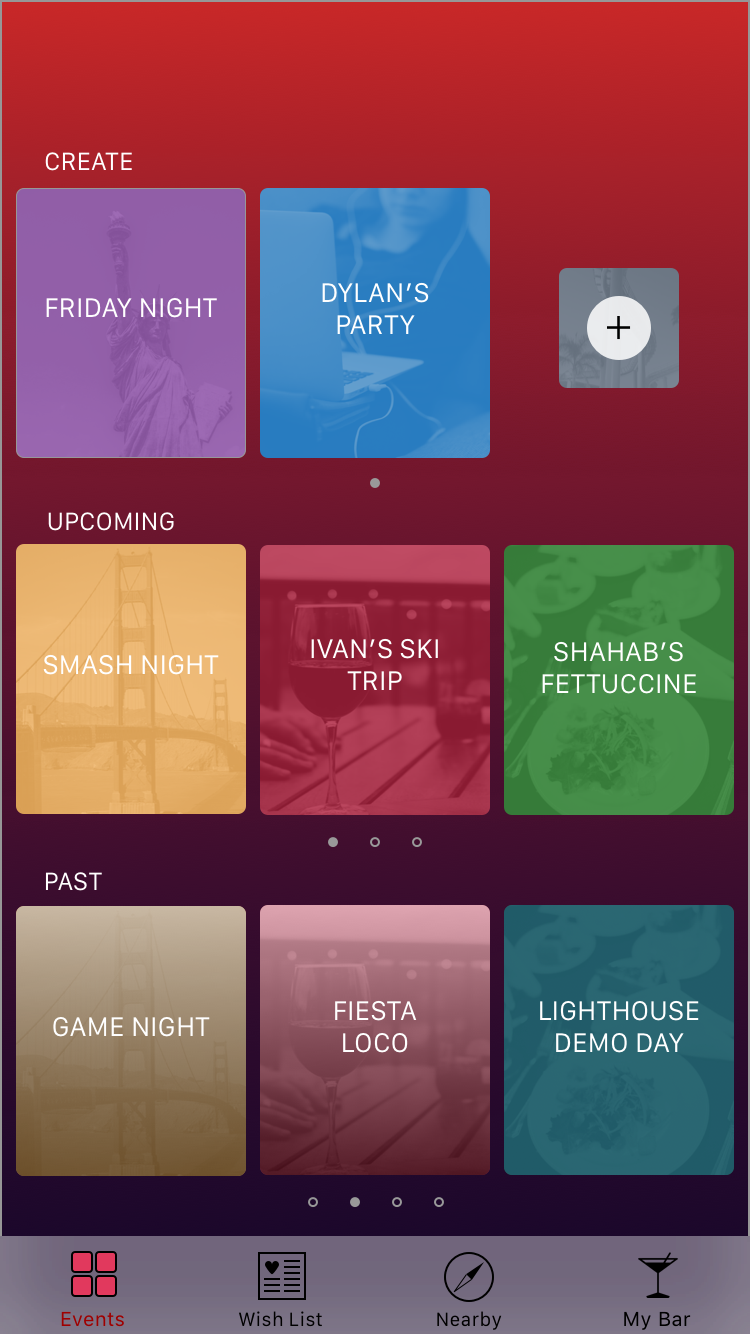 CREATE
FRIDAY NIGHT
DYLAN'S
PARTY
UPCOMING
SMASH NIGHT
IVAN'S SKI
TRIP
SHAHAB'S
FETTUCCINE
PAST
GAME NIGHT
FIESTA
LOCO
LIGHTHOUSE
DEMO DAY
Events
Wish List
Nearby
My Bar